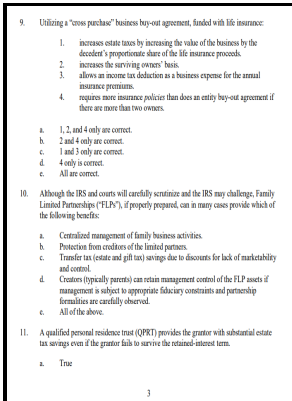 9. Utilizing a “cross purchase” business buy-out agreement, funded with life insurance:
1. increases estate taxes by increasing the value of the business by the
decedent’s proportionate share of the life insurance proceeds.
2. increases the surviving owners’ basis.
3. allows an income tax deduction as a business expense for the annual
insurance premiums.
4. requires more insurance policies than does an entity buy-out agreement if
there are more than two owners.
a. 1, 2, and 4 only are correct.
b. 2 and 4 only are correct.
c. 1 and 3 only are correct.
d. 4 only is correct.
e. All are correct.
10. Although the IRS and courts will carefully scrutinize and the IRS may challenge, Family
Limited Partnerships (“FLPs”), if properly prepared, can in many cases provide which of
the following benefits:
a. Centralized management of family business activities.
b. Protection from creditors of the limited partners.
c. Transfer tax (estate and gift tax) savings due to discounts for lack of marketability
and control.
d. Creators (typically parents) can retain management control of the FLP assets if
management is subject to appropriate fiduciary constraints and partnership
formalities are carefully observed.
e. All of the above.
11. A qualified personal residence trust (QPRT) provides the grantor with substantial estate
tax savings even if the grantor fails to survive the retained-interest term.
a. True
3